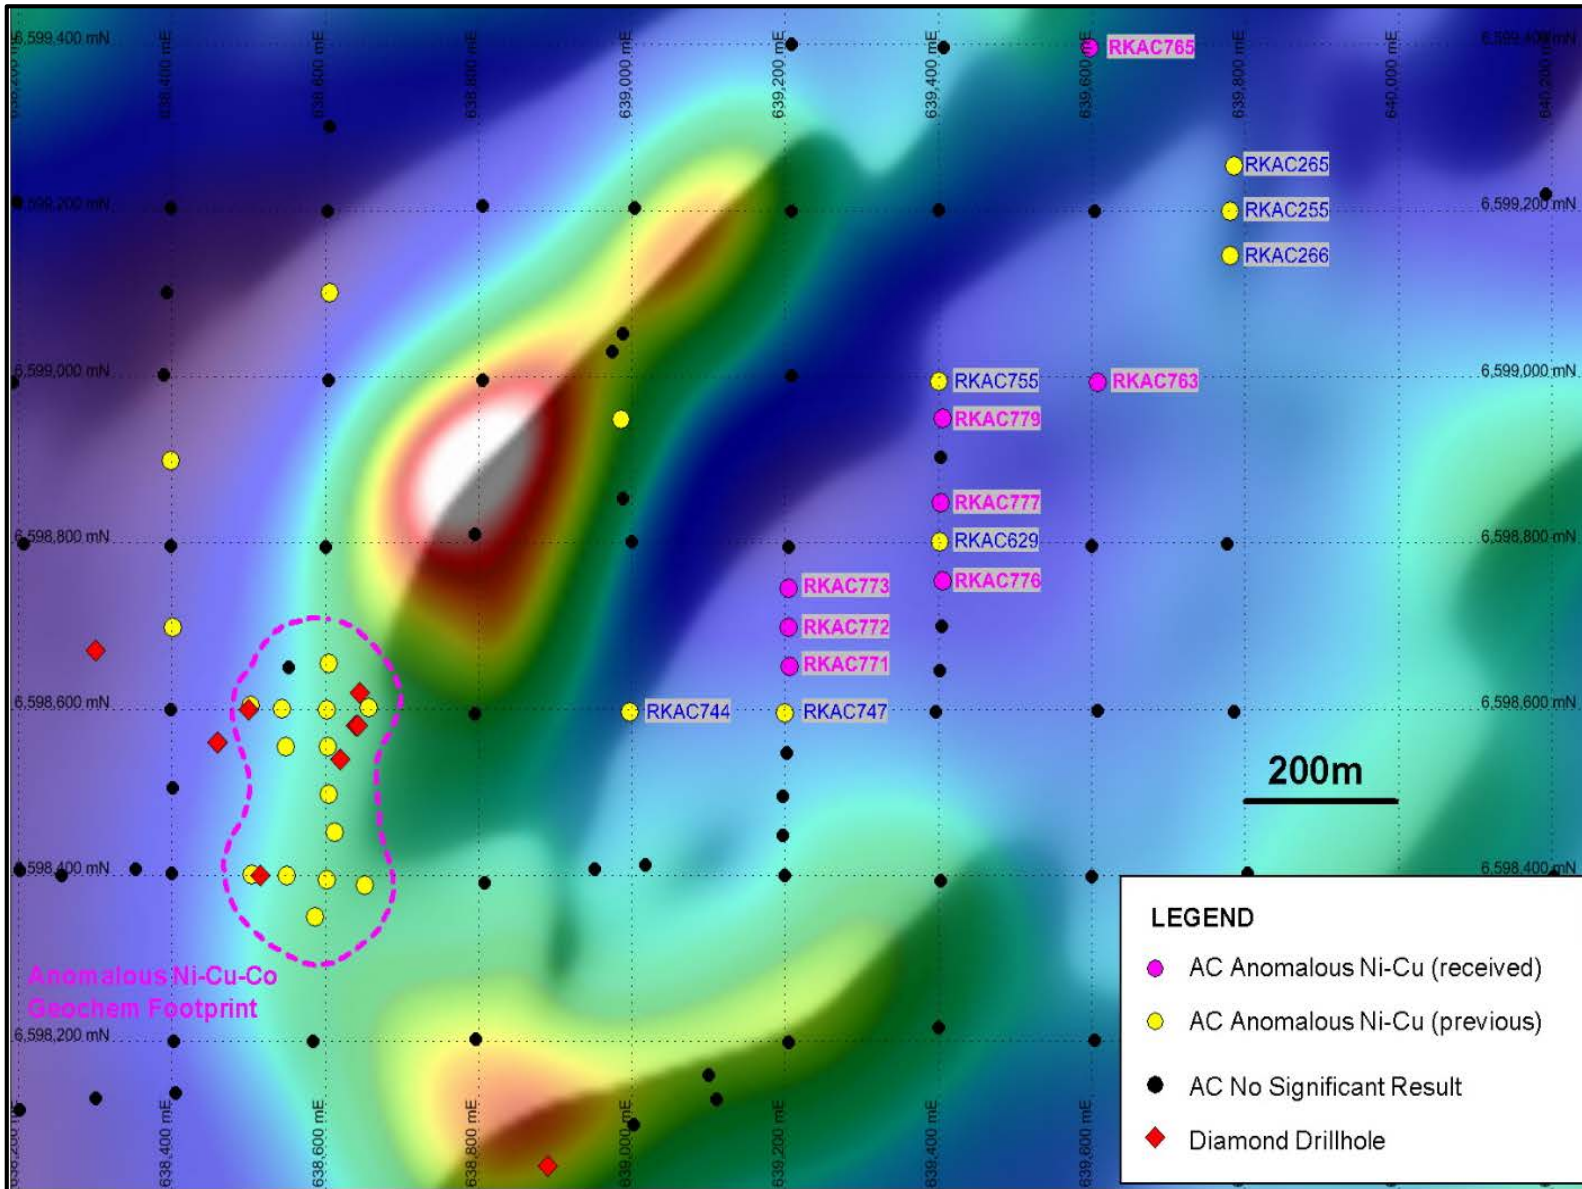 638,200 mE
638,400 mE
638,600 mE
638,800 mE
639,000 mE
639,200 mE
639,400 mE
639,600 mE
639,800 mE
640,000 mE
640,200 mE
6,599,400 mN
6,599,400 mN
RKAC765
RKAC265
6,599,200 mN
RKAC255
6,599,200 mN
RKAC266
6,599,000 mN
RKAC755
RKAC763
6,599,000 mN
RKAC779
RKAC777
6,598,800 mN
RKAC629
6,598,800 mN
RKAC773
RKAC776
RKAC772
RKAC771
6,598,600 mN
RKAC744
RKAC747
6,598,600 mN
200m
6,598,400 mN
6,598,400 mN
Anomalous Ni-Cu-Co
Geochem Footprint
6,598,200 mN
638,200 mE
638,400 mE
638,600 mE
638,800 mE
639,000 mE
639,200 mE
639,400 mE
639,600 mE
LEGEND
AC Anomalous Ni-Cu (received)
AC Anomalous Ni-Cu (previous)
AC No Significant Result
Diamond Drillhole